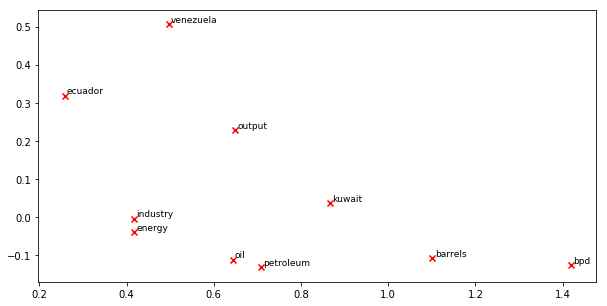 venezuela
ecuador
output
kuwait
industry
energy
oil
petroleum
barrels
bpd
0.5
0.4
0.3
0.2
0.1
0.0
−0.1
0.2
0.4
0.6
0.8
1.0
1.2
1.4